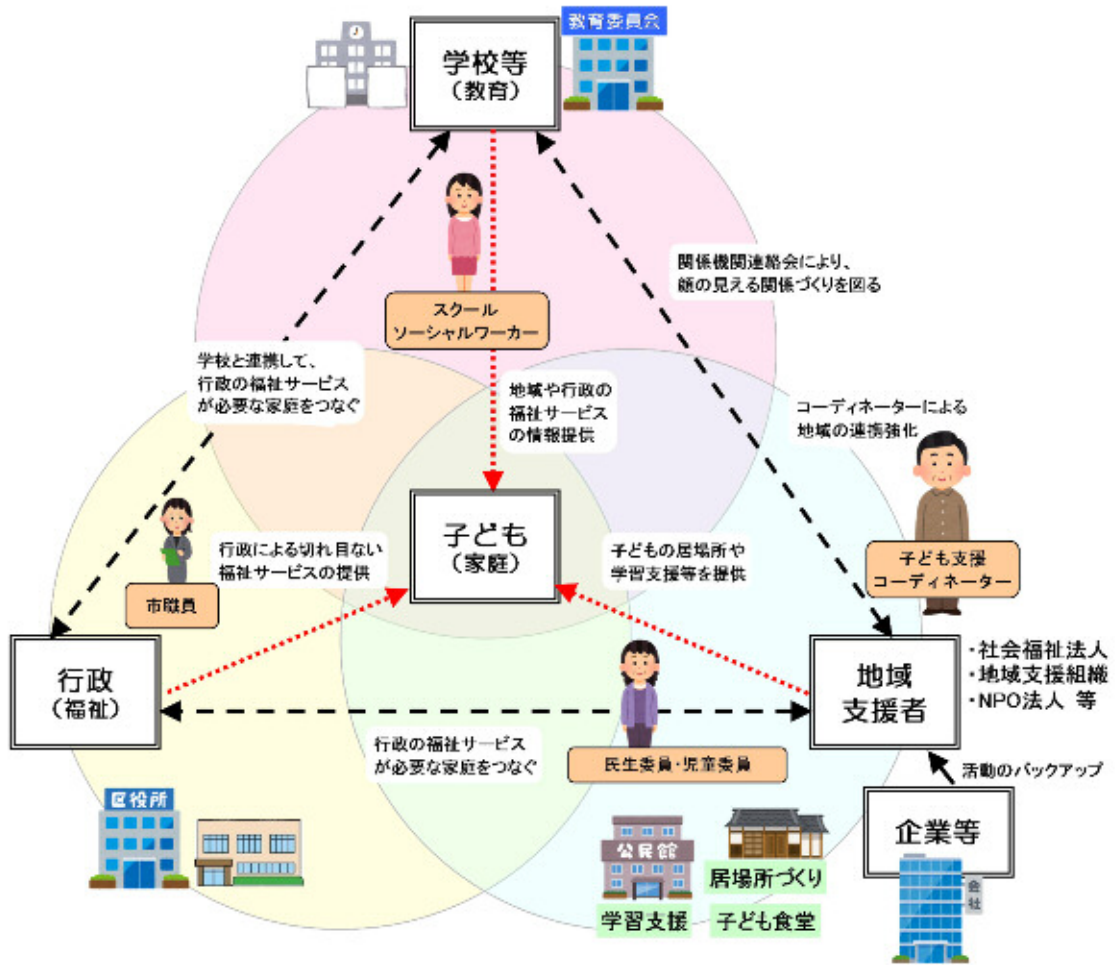 教育委員会
学校等
（教育）
関係機関連絡会により、
顔の見える関係づくりを図る
スクール
ソーシャルワーカー
学校と連携して、
行政の福祉サービス
が必要な家庭をつなぐ
地域や行政の
福祉サービス
の情報提供
コーディネーターによる
地域の連携強化
子ども
（家庭）
行政による切れ目ない
福祉サービスの提供
子どもの居場所や
学習支援等を提供
子ども支援
コーディネーター
市職員
行政
（福祉）
地域
支援者
・社会福祉法人
・地域支援組織
・NPO法人 等
行政の福祉サービス
が必要な家庭をつなぐ
民生委員・児童委員
活動のバックアップ
区役所
企業等
公民館
居場所づくり
会社
学習支援
子ども食堂